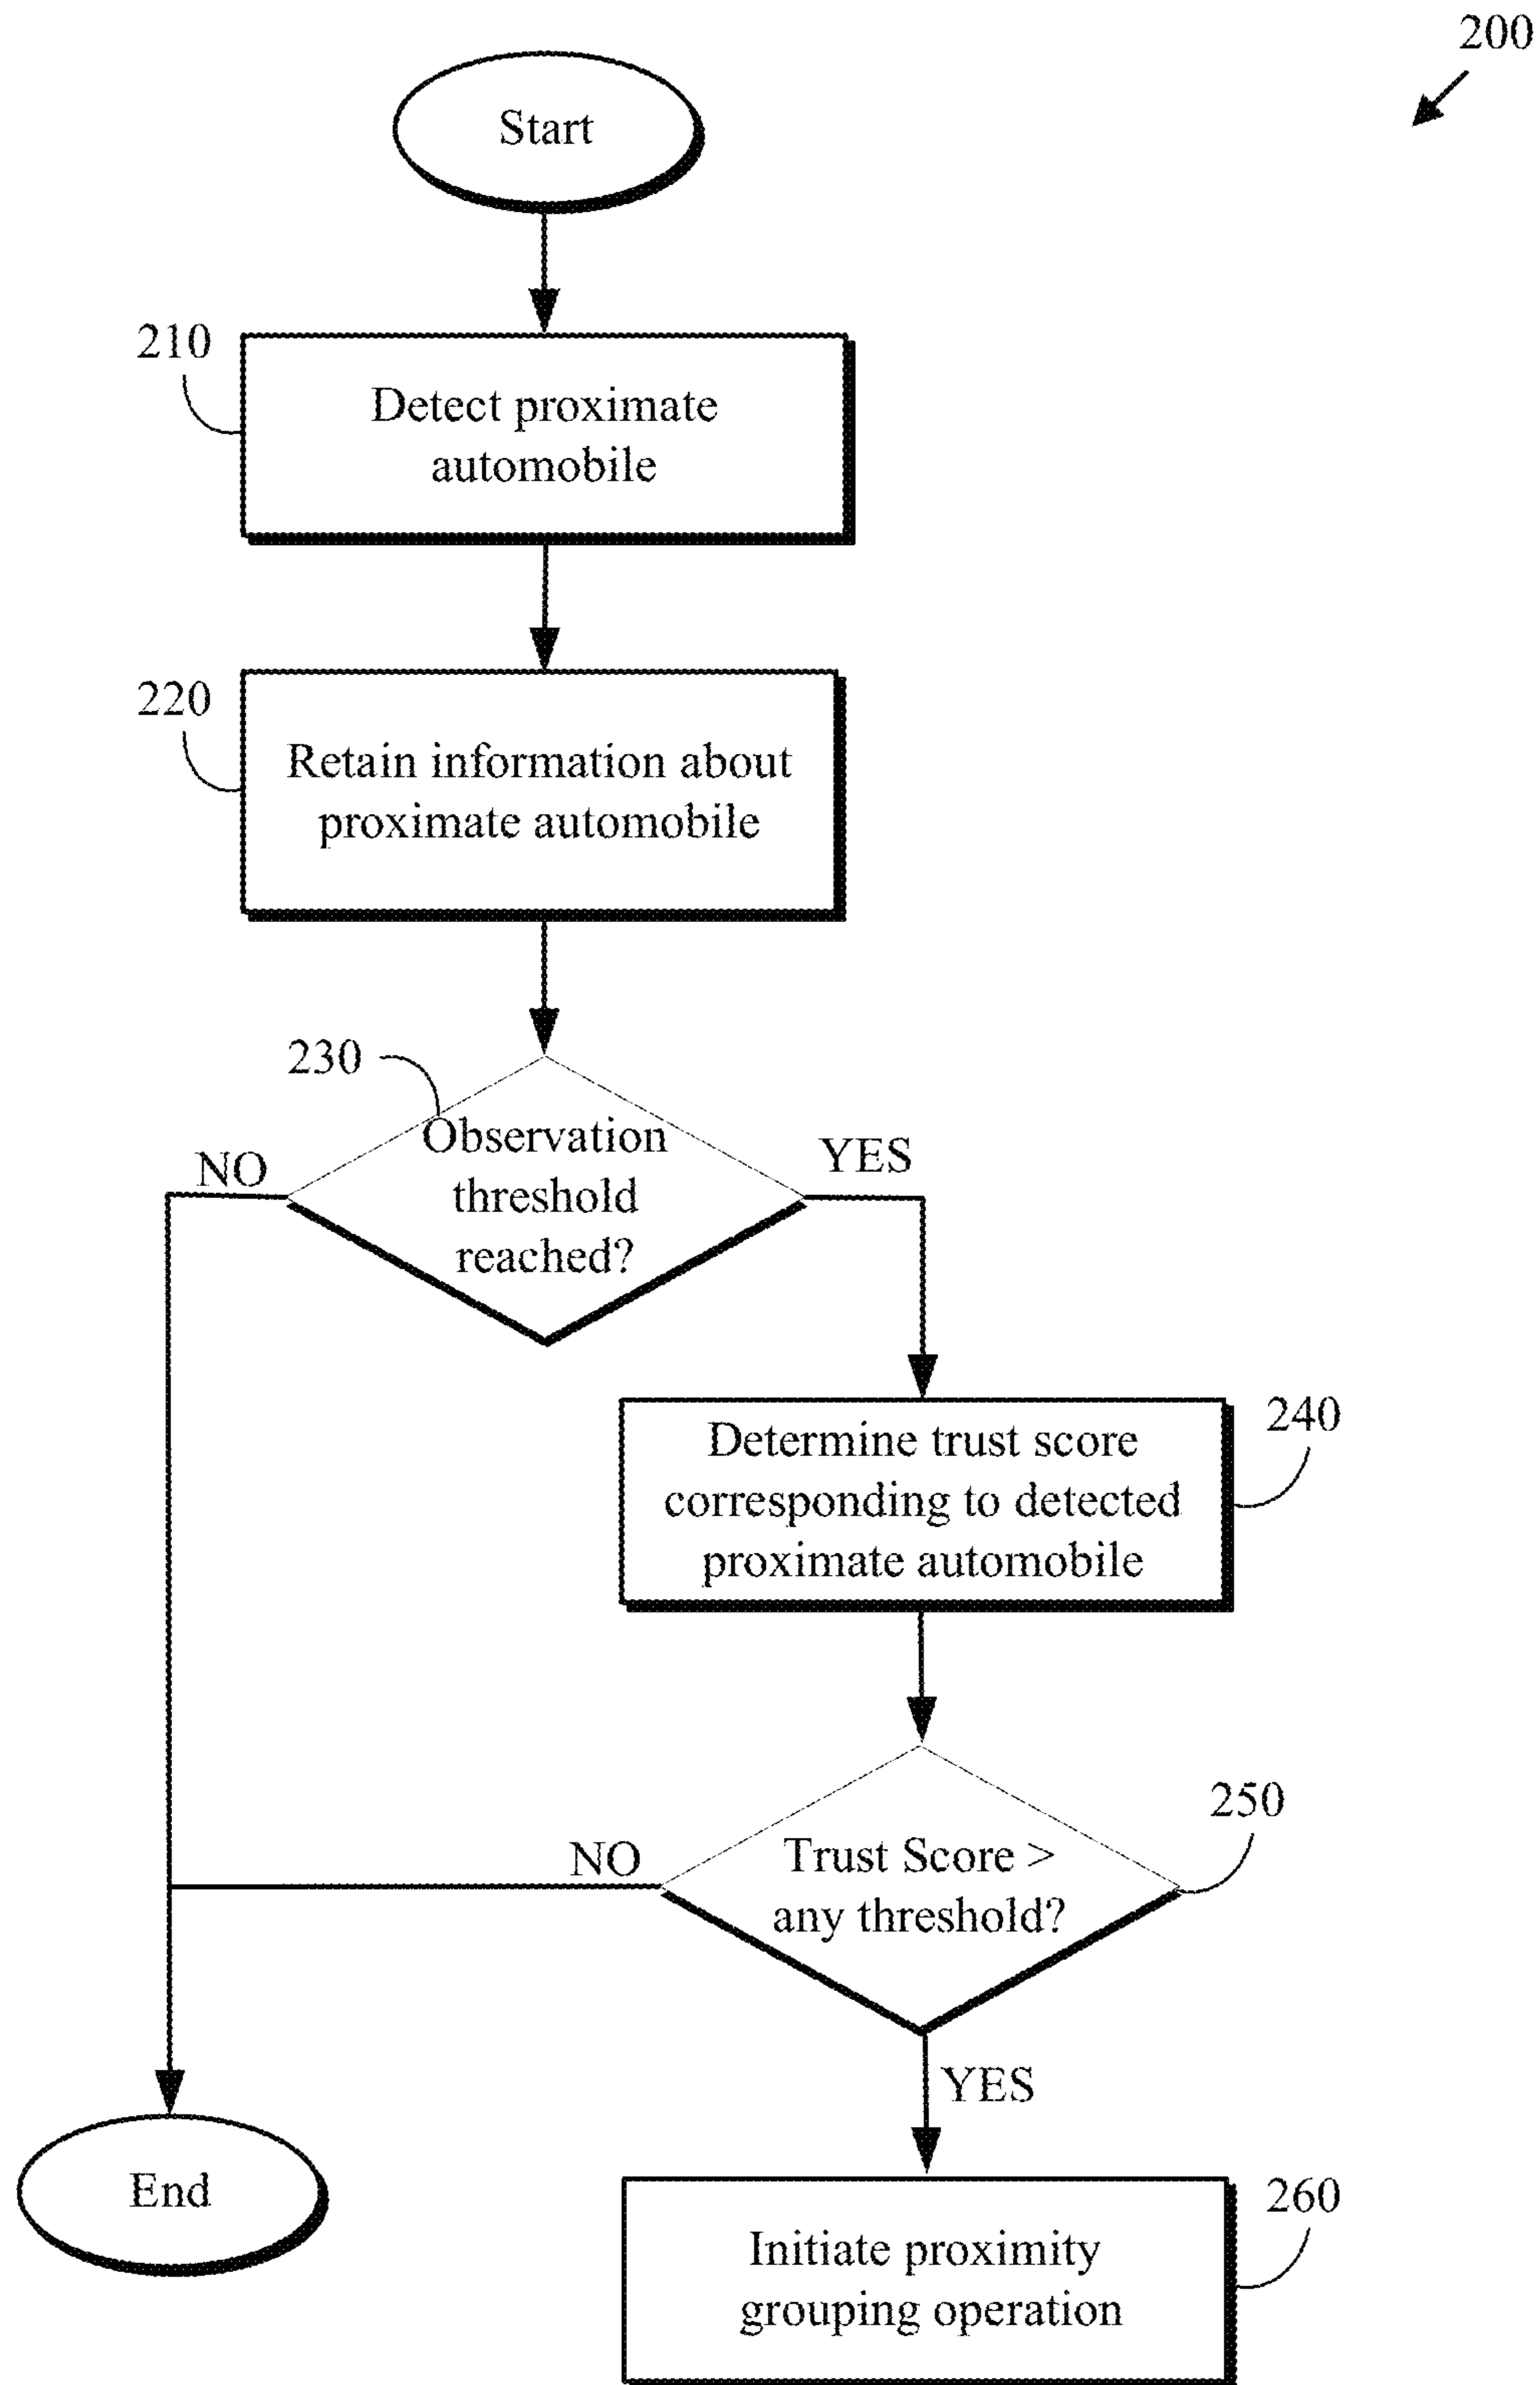 200
Start
210
Detect proximate
automobile
220
Retain information about
proximate automobile
230
Observation
threshold
reached?
NO
YES
240
Determine trust score
corresponding to detected
proximate automobile
250
Trust Score >
any threshold?
NO
YES
End
260
Initiate proximity
grouping operation